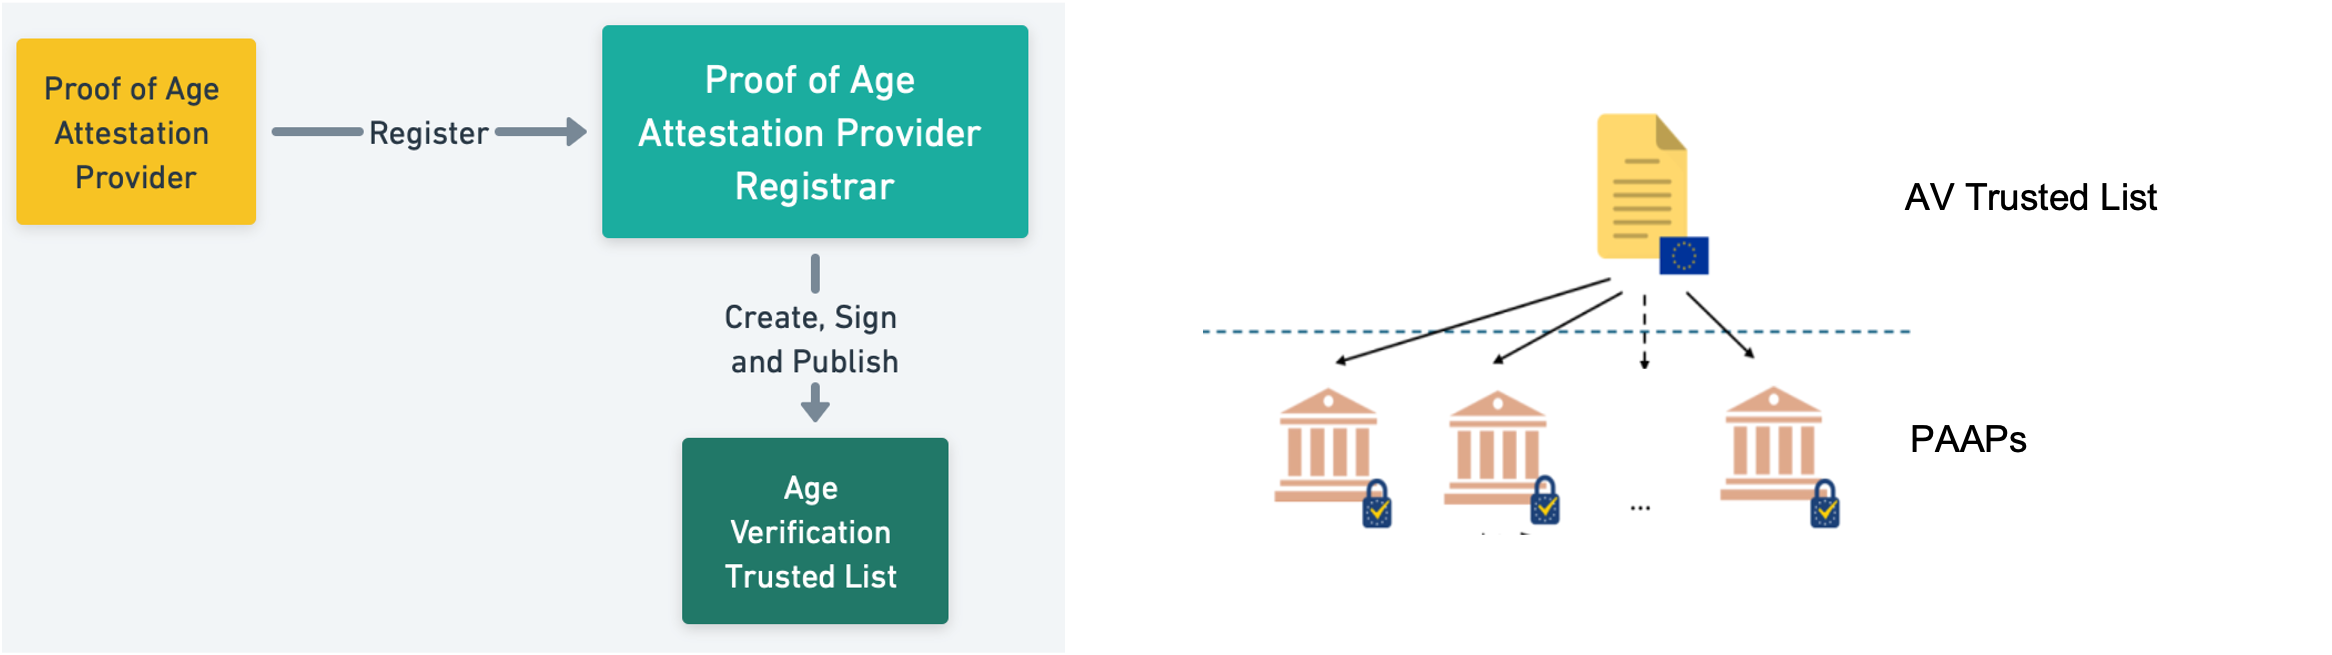 Proof of Age
Attestation
Provider
Register
Proof of Age
Attestation Provider
Registrar
Create, Sign
and Publish
Age
Verification
Trusted List
AV Trusted List
PAAPs
...